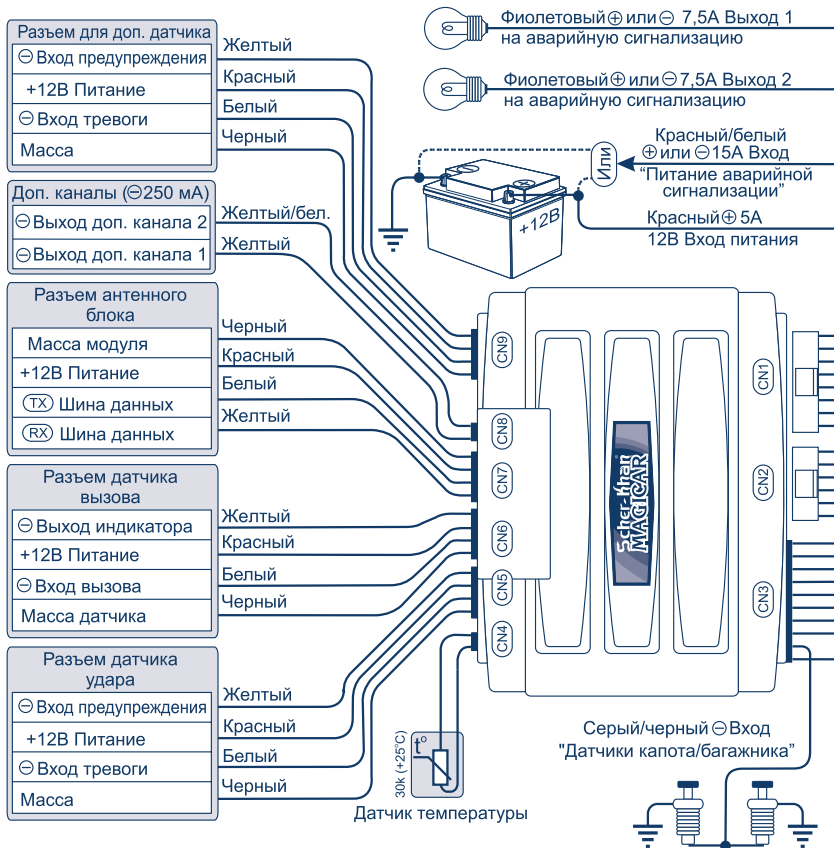 Разъем для доп. датчика
⊖ Вход предупреждения
Желтый
+12В Питание
Красный
⊖ Вход тревоги
Белый
Масса
Черный
Доп. каналы (⊖250 мА)
⊖ Выход доп. канала 2
Желтый/бел.
⊖ Выход доп. канала 1
Желтый
Разъем антенного
блока
Масса модуля
Черный
+12В Питание
Красный
TX Шина данных
Белый
RX Шина данных
Желтый
Разъем датчика
вызова
⊖ Выход индикатора
Желтый
+12В Питание
Красный
⊖ Вход вызова
Белый
Масса датчика
Черный
Разъем датчика
удара
⊖ Вход предупреждения
Желтый
+12В Питание
Красный
⊖ Вход тревоги
Белый
Масса
Черный
Фиолетовый ⊕ или ⊖ 7,5А Выход 1
на аварийную сигнализацию
Фиолетовый ⊕ или ⊖ 7,5А Выход 2
на аварийную сигнализацию
Красный/белый
⊕ или ⊖ 15А Вход
“Питание аварийной
сигнализации”
Или
Красный ⊕ 5А
12В Вход питания
+12В
CN9
CN8
CN7
CN6
CN5
CN4
CN1
CN2
CN3
Scher-Khan
MAGICAR
t°
30k (+25°C)
Датчик температуры
Серый/черный ⊖ Вход
"Датчики капота/багажника”